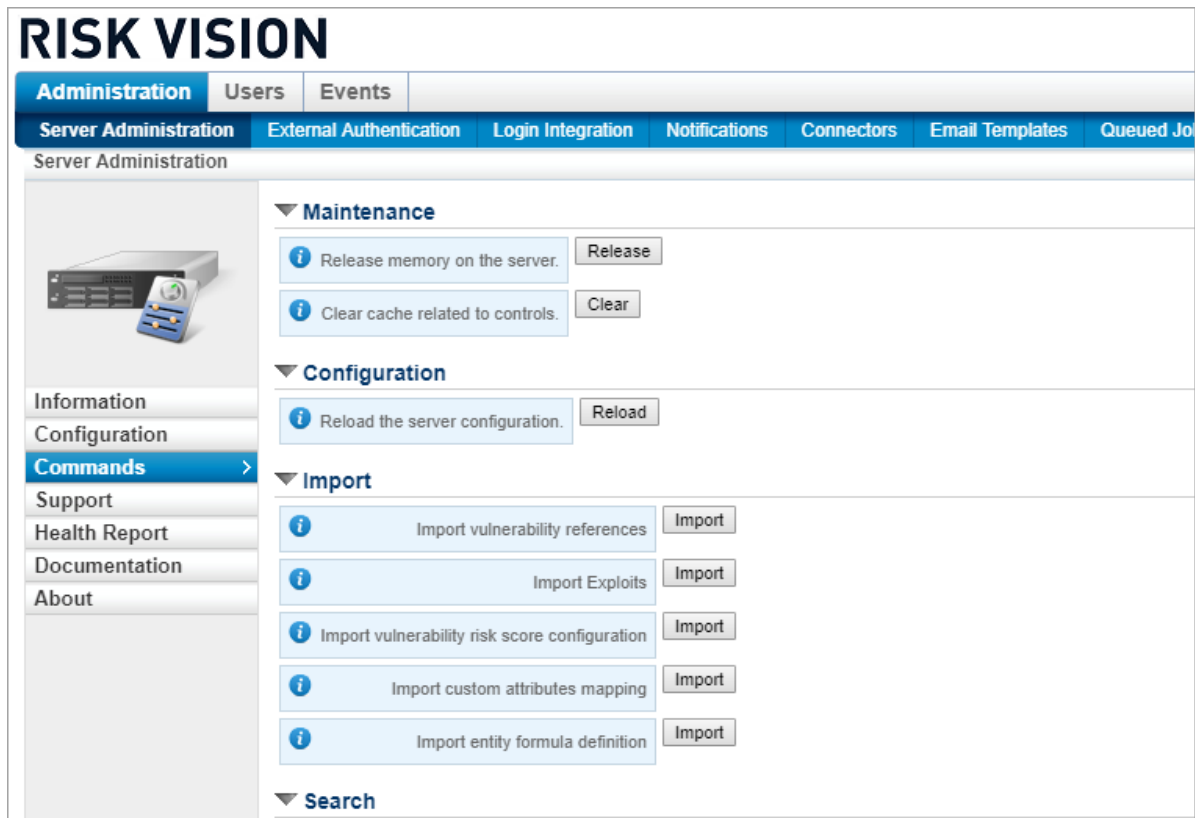 RISK VISION
Administration Users Events
Server Administration External Authentication Login Integration Notifications Connectors Email Templates Queued
Server Administration
Maintenance
Release memory on the server. Release
Clear cache related to controls. Clear
Configuration
Reload the server configuration. Reload
Information
Configuration
Commands
Support
Health Report
Documentation
About
Import
Import vulnerability references Import
Import Exploits Import
Import vulnerability risk score configuration Import
Import custom attributes mapping Import
Import entity formula definition Import
Search